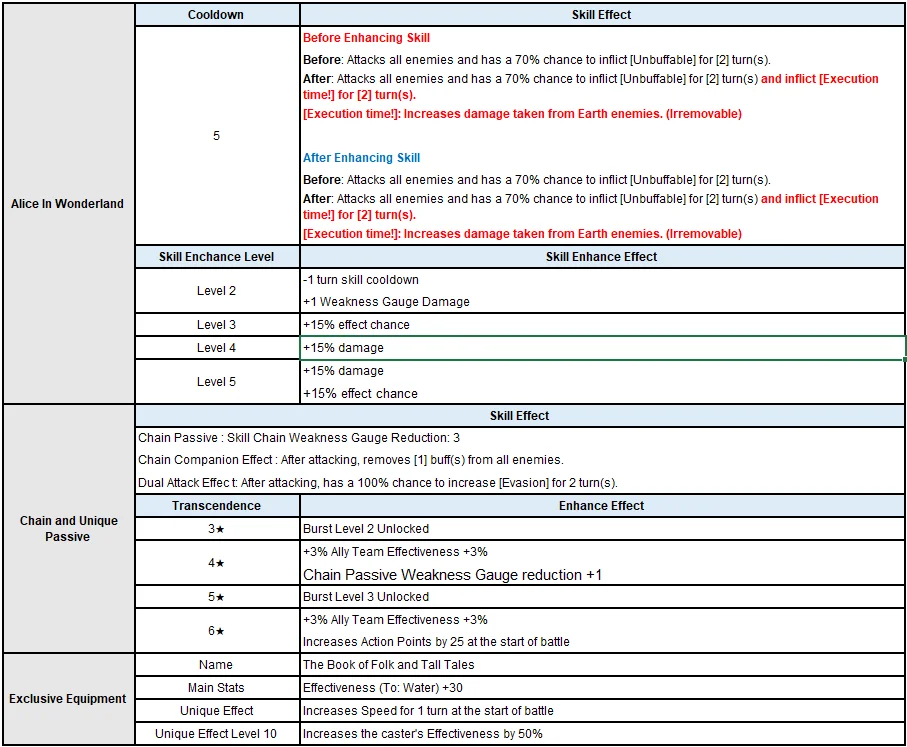 Cooldown
Skill Effect
Alice In Wonderland
5
Before Enhancing Skill
Before: Attacks all enemies and has a 70% chance to inflict [Unbuffable] for [2] turn(s).
After: Attacks all enemies and has a 70% chance to inflict [Unbuffable] for [2] turn(s) and inflict [Execution
time!] for [2] turn(s).
[Execution time!]: Increases damage taken from Earth enemies. (Irremovable)
After Enhancing Skill
Before: Attacks all enemies and has a 70% chance to inflict [Unbuffable] for [2] turn(s).
After: Attacks all enemies and has a 70% chance to inflict [Unbuffable] for [2] turn(s) and inflict [Execution
time!] for [2] turn(s).
[Execution time!]: Increases damage taken from Earth enemies. (Irremovable)
Skill Enchance Level
Skill Enhance Effect
Level 2
-1 turn skill cooldown
+1 Weakness Gauge Damage
Level 3
+15% effect chance
Level 4
+15% damage
Level 5
+15% damage
+15% effect chance
Chain and Unique
Passive
Skill Effect
Chain Passive : Skill Chain Weakness Gauge Reduction: 3
Chain Companion Effect : After attacking, removes [1] buff(s) from all enemies.
Dual Attack Effec t: After attacking, has a 100% chance to increase [Evasion] for 2 turn(s).
Transcendence
Enhance Effect
3★
Burst Level 2 Unlocked
4★
+3% Ally Team Effectiveness +3%
Chain Passive Weakness Gauge reduction +1
5★
Burst Level 3 Unlocked
6★
+3% Ally Team Effectiveness +3%
Increases Action Points by 25 at the start of battle
Exclusive Equipment
Name
The Book of Folk and Tall Tales
Main Stats
Effectiveness (To: Water) +30
Unique Effect
Increases Speed for 1 turn at the start of battle
Unique Effect Level 10
Increases the caster's Effectiveness by 50%